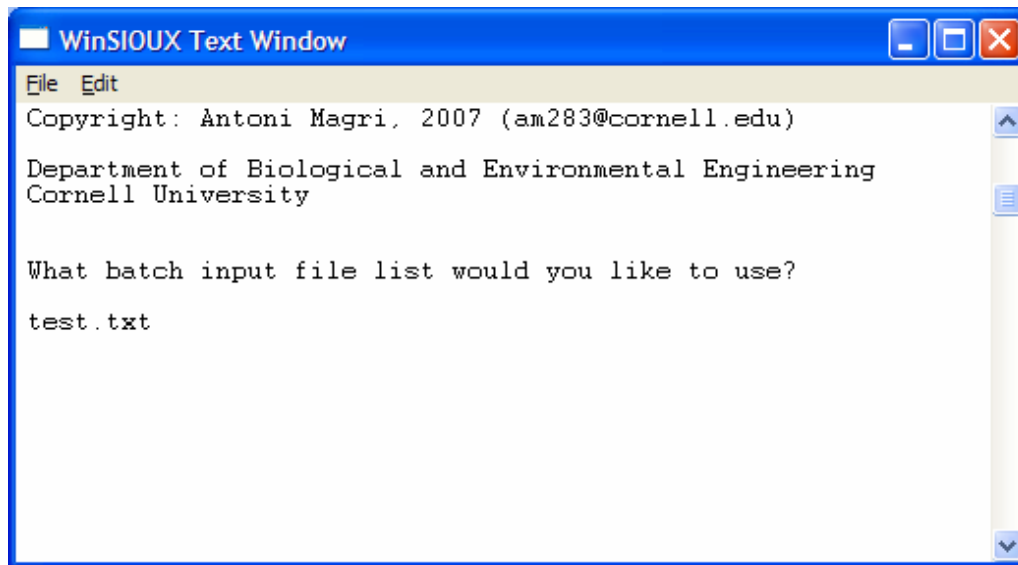 WinSIOUX Text Window
File Edit
Copyright: Antoni Magri, 2007 (am283@cornell.edu)
Department of Biological and Environmental Engineering
Cornell University
What batch input file list would you like to use?
test.txt